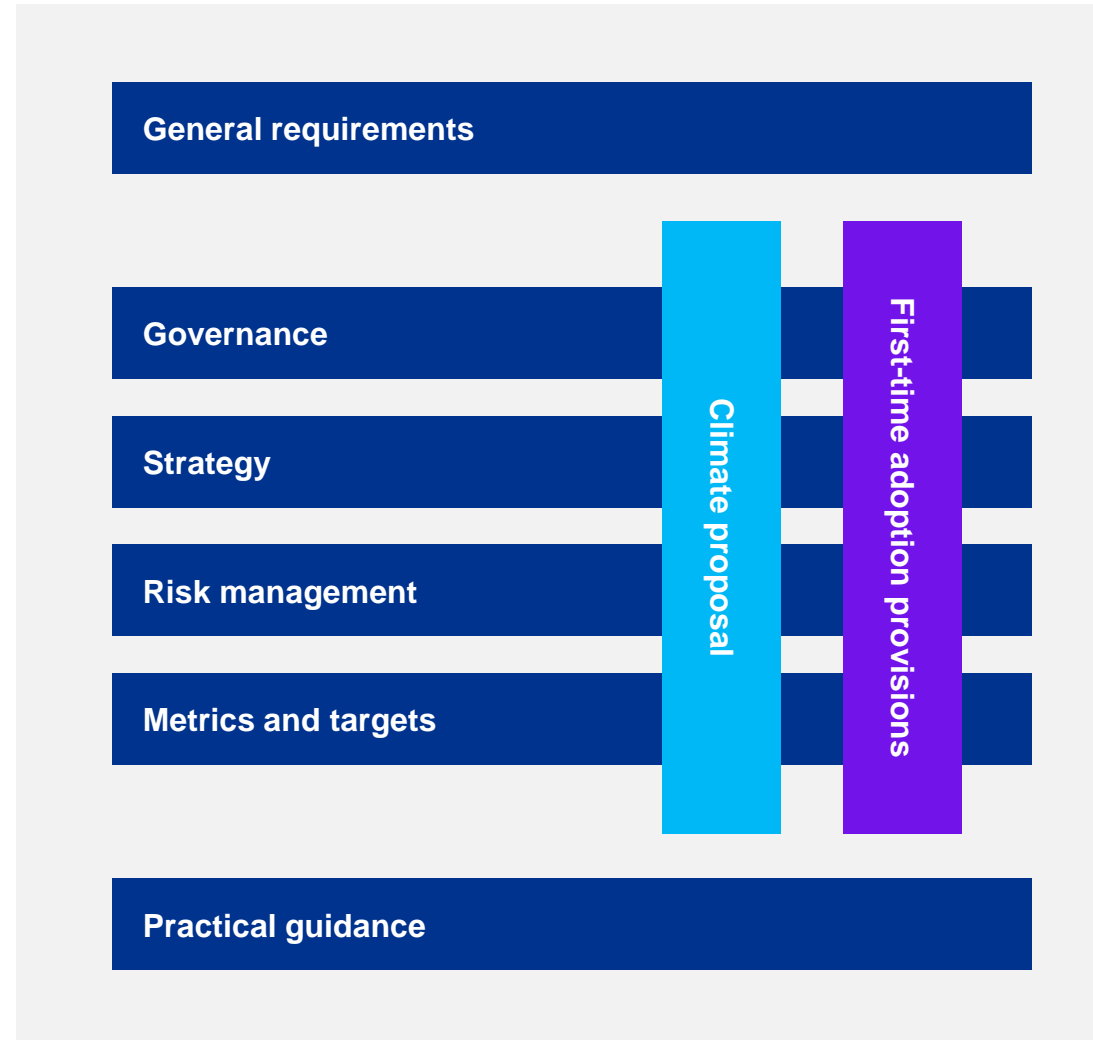 General requirements
Governance
Strategy
Risk management
Metrics and targets
Climate proposal
First-time adoption provisions
Practical guidance